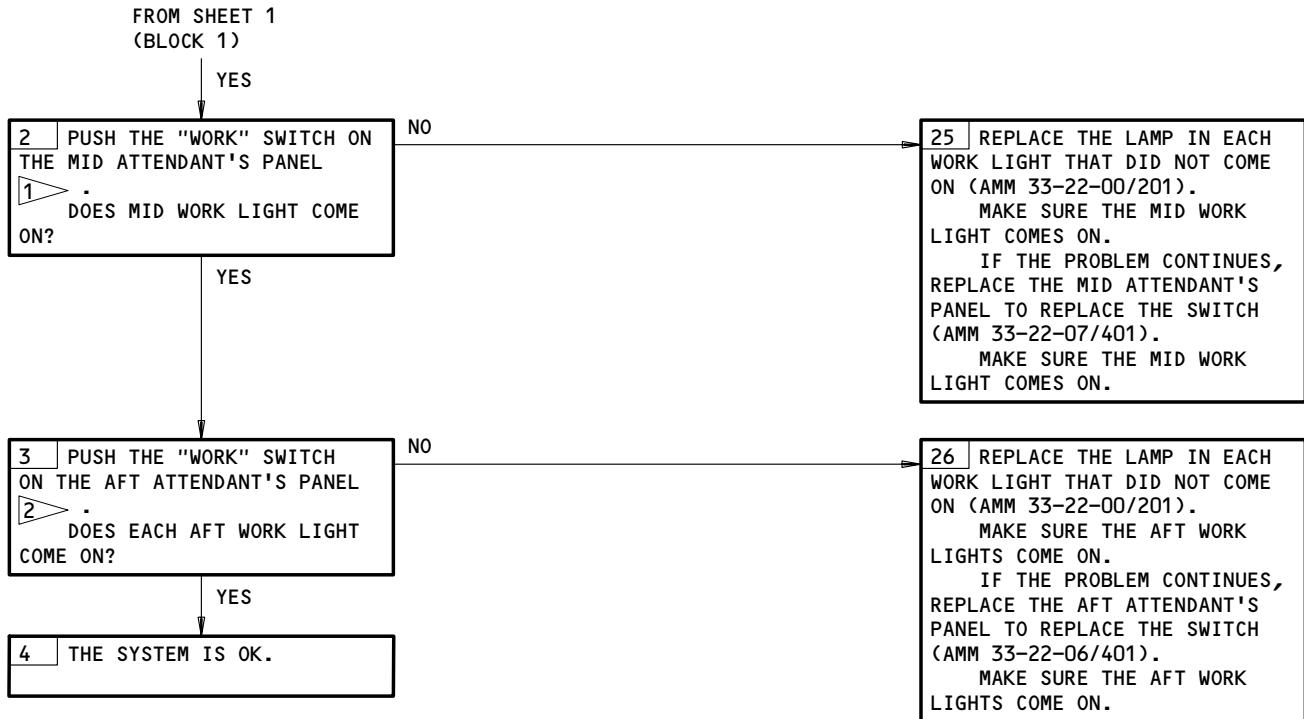 FROM SHEET 1
(BLOCK 1)
YES
2 PUSH THE "WORK" SWITCH ON
THE MID ATTENDANT'S PANEL
1 .
DOES MID WORK LIGHT COME
ON?
NO
25 REPLACE THE LAMP IN EACH
WORK LIGHT THAT DID NOT COME
ON (AMM 33-22-00/201).
MAKE SURE THE MID WORK
LIGHT COMES ON.
IF THE PROBLEM CONTINUES,
REPLACE THE MID ATTENDANT'S
PANEL TO REPLACE THE SWITCH
(AMM 33-22-07/401).
MAKE SURE THE MID WORK
LIGHT COMES ON.
YES
3 PUSH THE "WORK" SWITCH
ON THE AFT ATTENDANT'S PANEL
2 .
DOES EACH AFT WORK LIGHT
COME ON?
NO
26 REPLACE THE LAMP IN EACH
WORK LIGHT THAT DID NOT COME
ON (AMM 33-22-00/201).
MAKE SURE THE AFT WORK
LIGHTS COME ON.
IF THE PROBLEM CONTINUES,
REPLACE THE AFT ATTENDANT'S
PANEL TO REPLACE THE SWITCH
(AMM 33-22-06/401).
MAKE SURE THE AFT WORK
LIGHTS COME ON.
YES
4 THE SYSTEM IS OK.